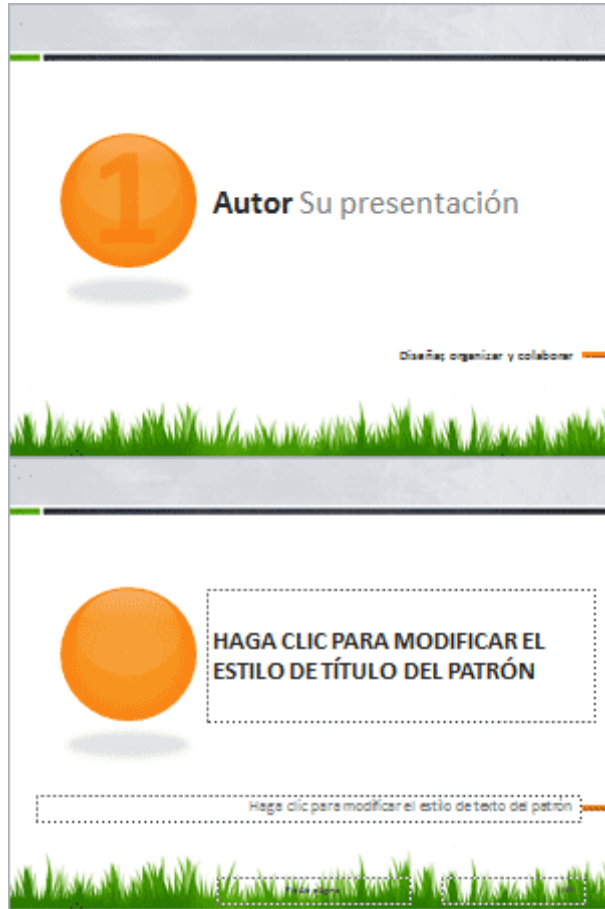 1
Autor Su presentación
Diseñar, organizar y colaborar
HAGA CLIC PARA MODIFICAR EL
ESTILO DE TÍTULO DEL PATRÓN
Haga clic para modificar el estilo de texto del patrón